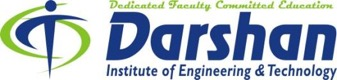 Dedicated Faculty Committed Education
Darshan
Institute of Engineering & Technology